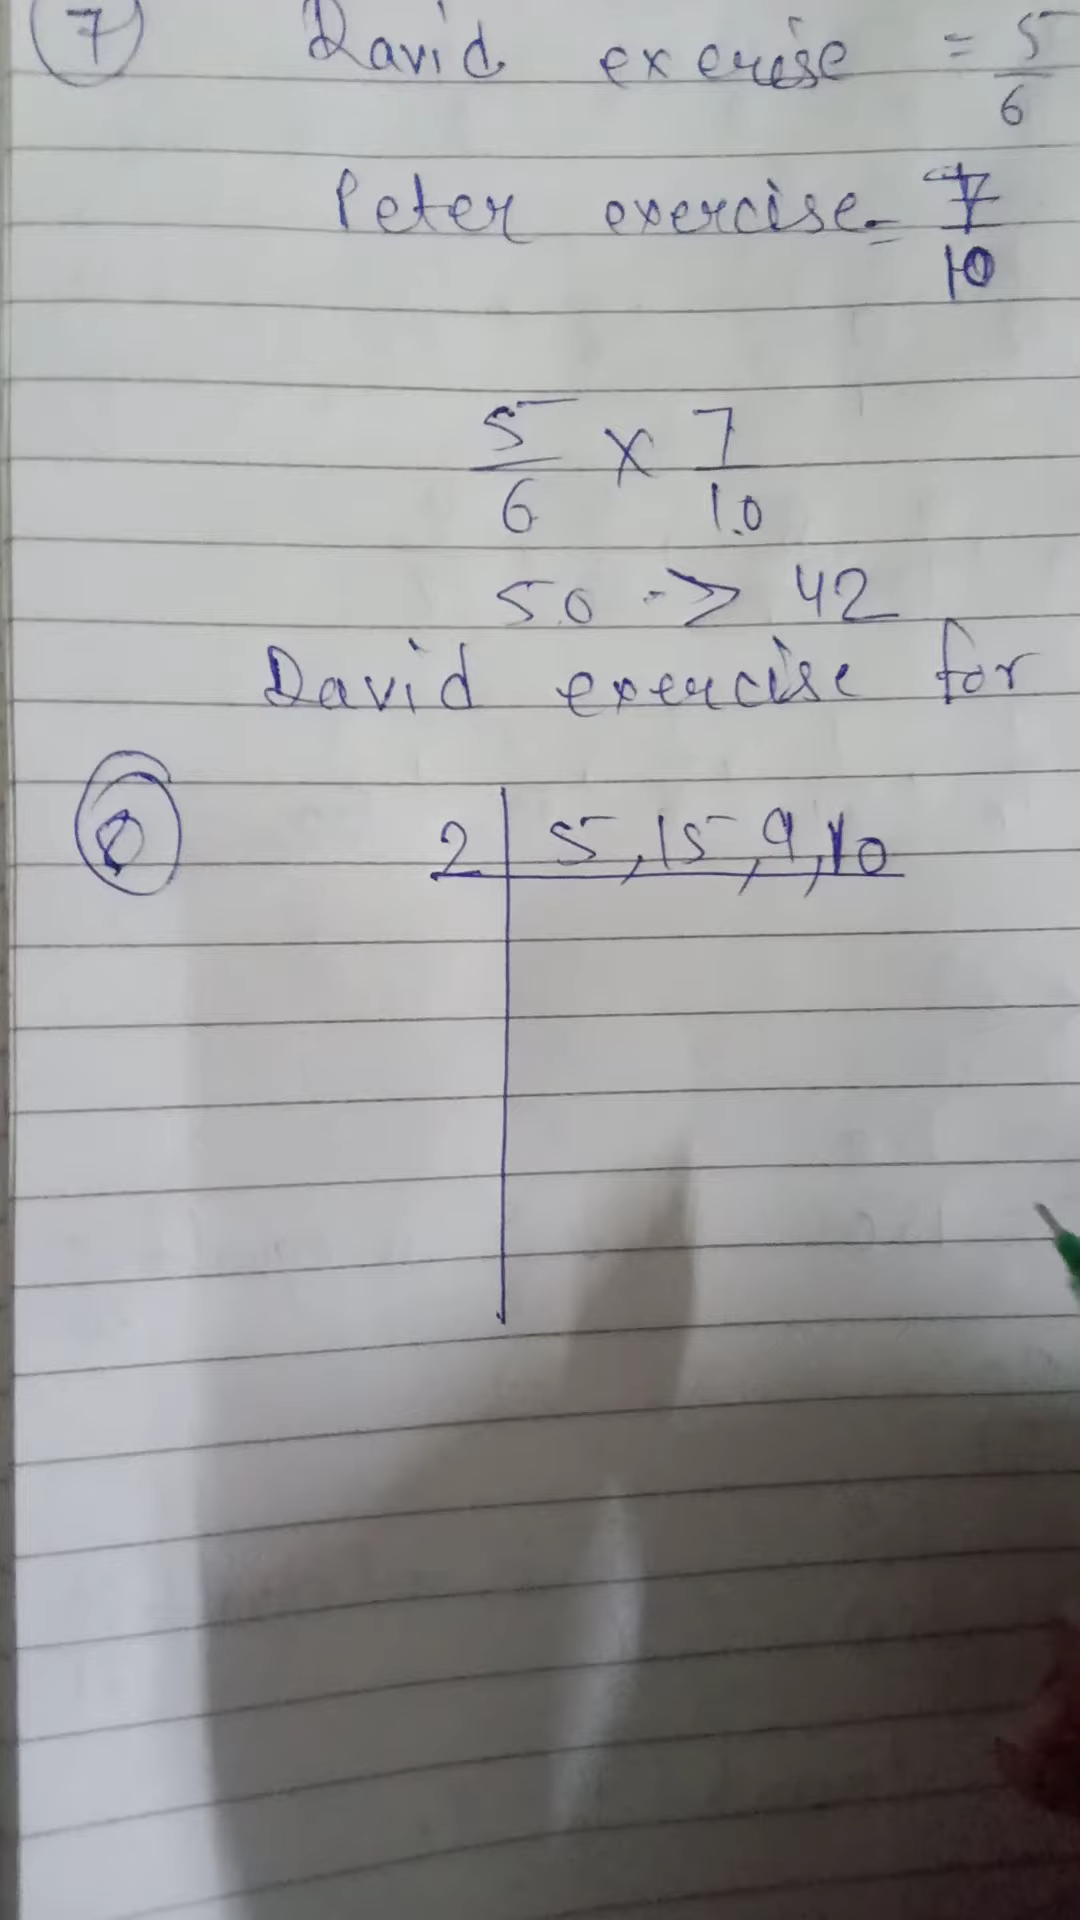 7 David exercise = 5/6
Peter exercise = 7/10
5/6 × 7/10
50 > 42
David exercise for
8 2 | 5, 15, 9, 10